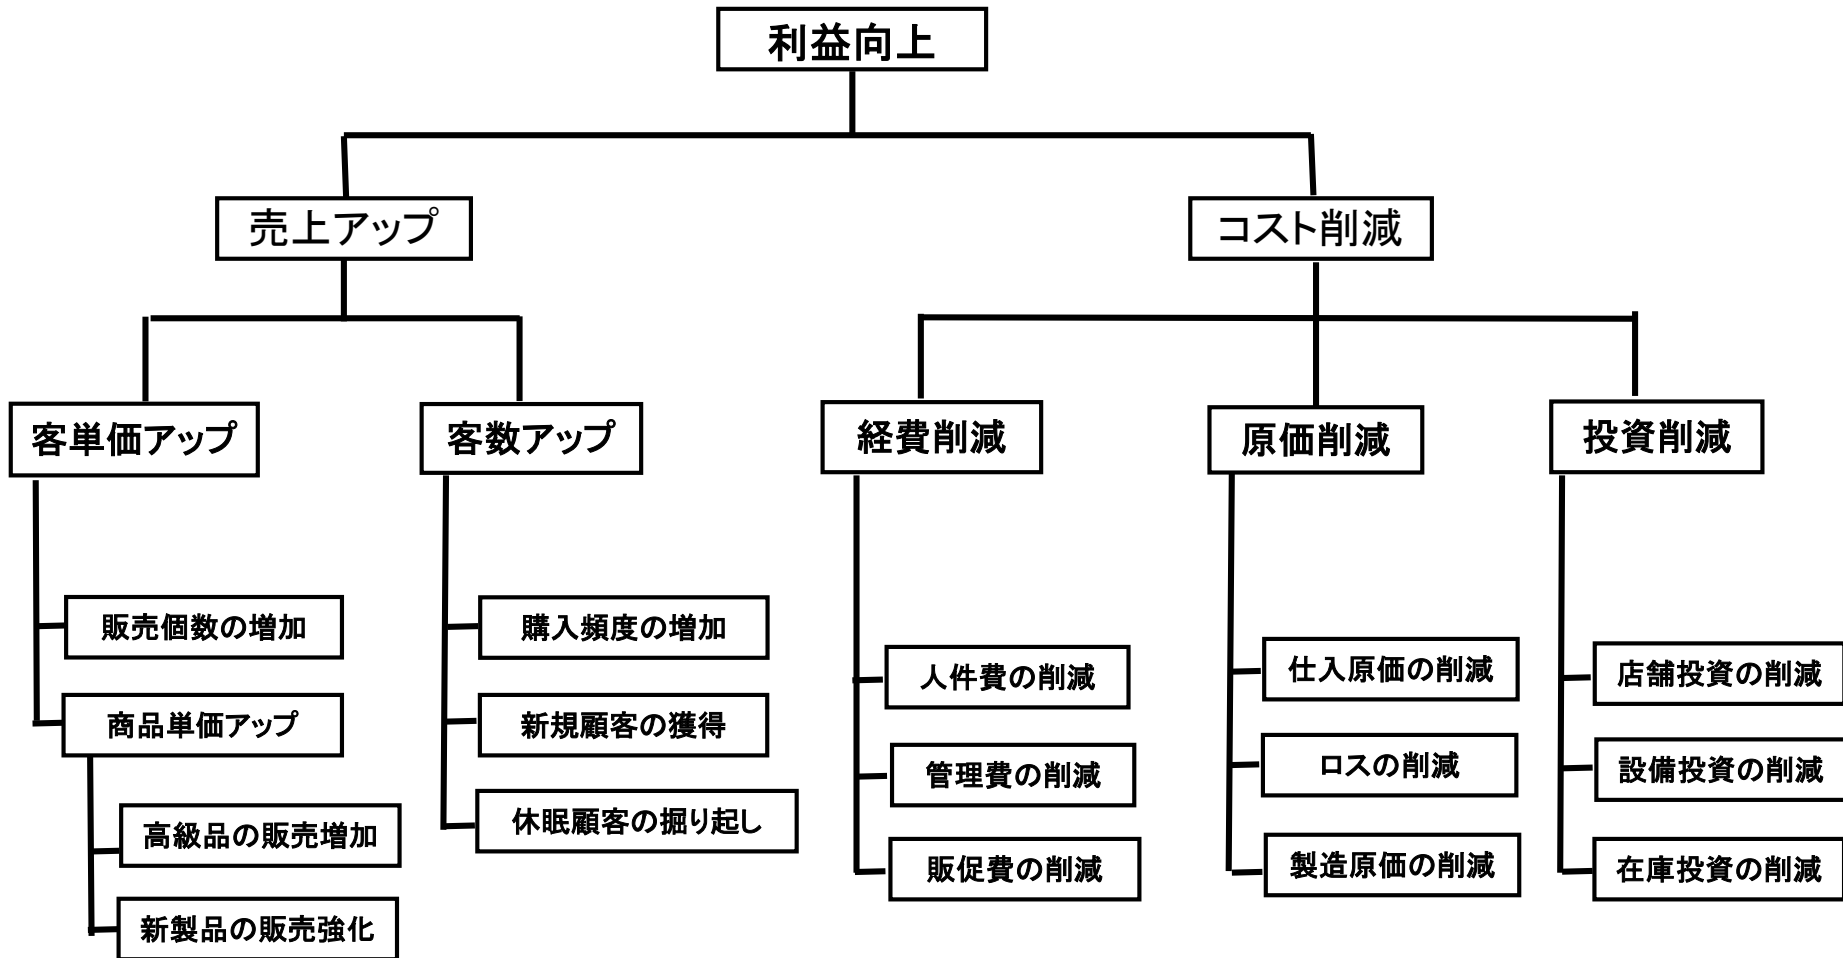 利益向上
売上アップ
コスト削減
客単価アップ
客数アップ
経費削減
原価削減
投資削減
販売個数の増加
商品単価アップ
高級品の販売増加
新製品の販売強化
購入頻度の増加
新規顧客の獲得
休眠顧客の掘り起し
人件費の削減
管理費の削減
販促費の削減
仕入原価の削減
ロスの削減
製造原価の削減
店舗投資の削減
設備投資の削減
在庫投資の削減